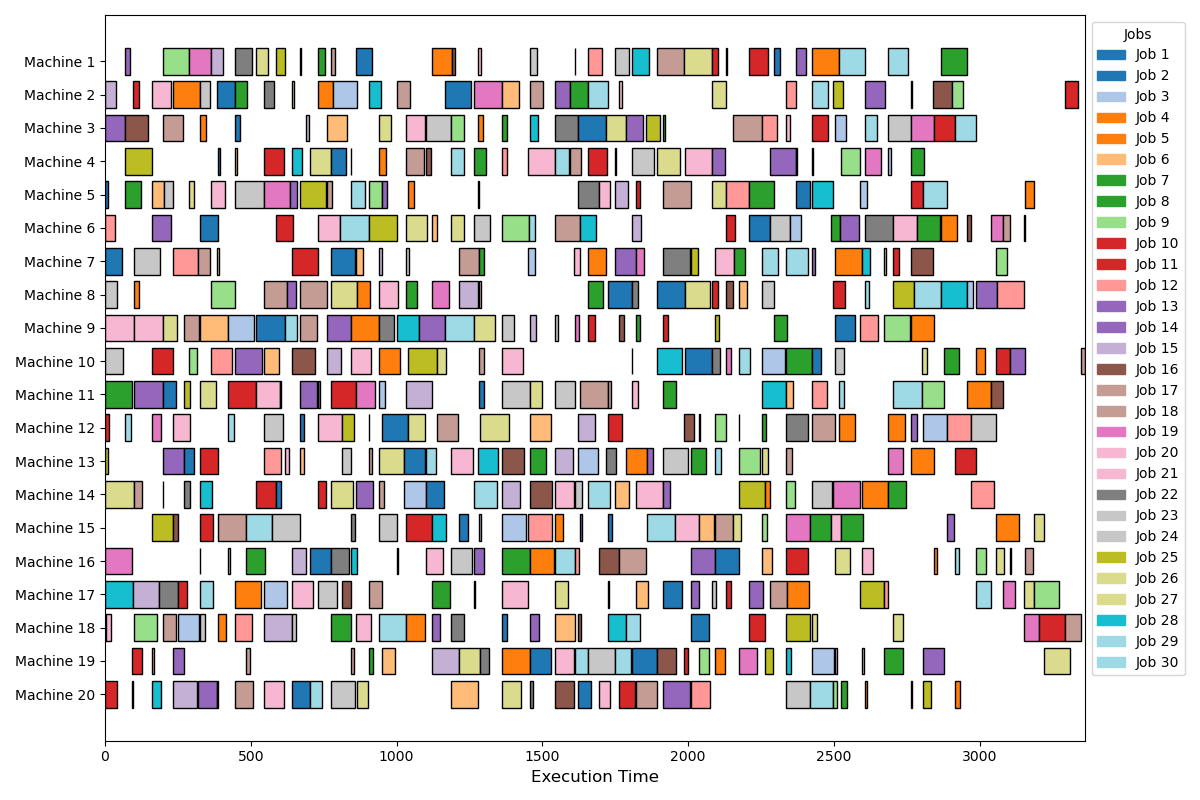 Jobs
Machine 1
Machine 2
Machine 3
Machine 4
Machine 5
Machine 6
Machine 7
Machine 8
Machine 9
Machine 10
Machine 11
Machine 12
Machine 13
Machine 14
Machine 15
Machine 16
Machine 17
Machine 18
Machine 19
Machine 20
Job 1
Job 2
Job 3
Job 4
Job 5
Job 6
Job 7
Job 8
Job 9
Job 10
Job 11
Job 12
Job 13
Job 14
Job 15
Job 16
Job 17
Job 18
Job 19
Job 20
Job 21
Job 22
Job 23
Job 24
Job 25
Job 26
Job 27
Job 28
Job 29
Job 30
0 500 1000 1500 2000 2500 3000
Execution Time